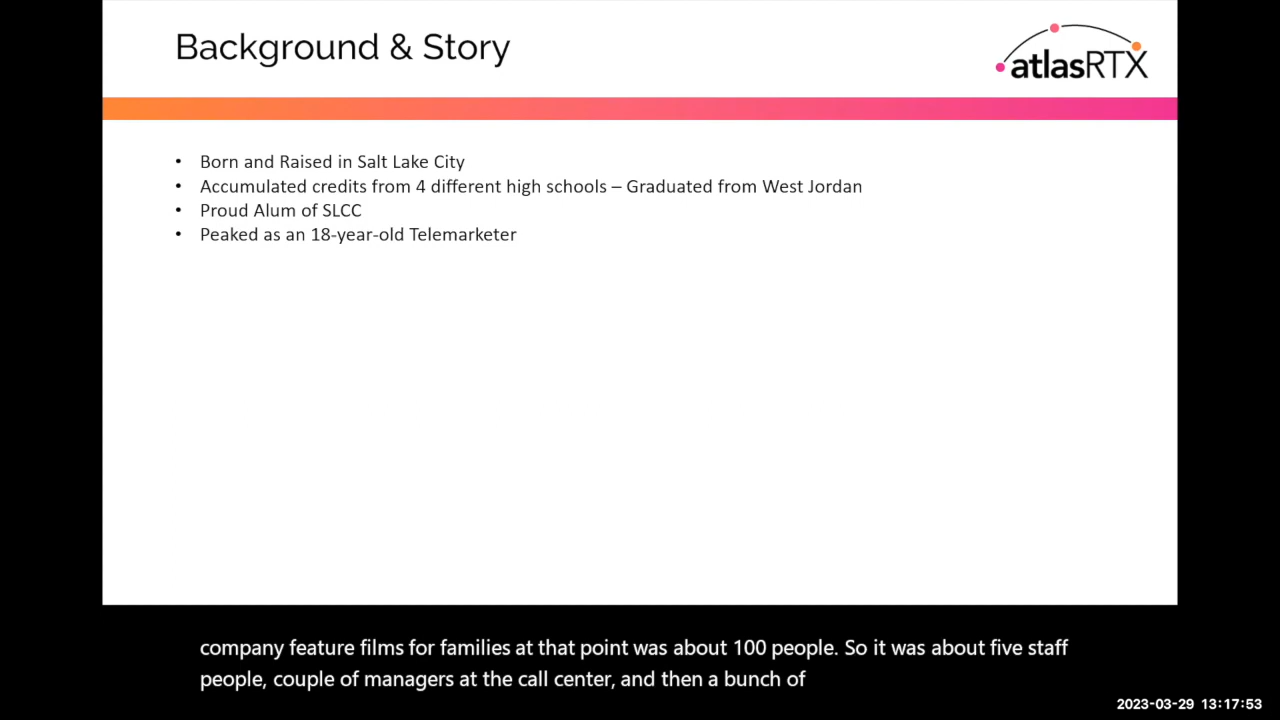 Background & Story
atlasRTX
• Born and Raised in Salt Lake City
• Accumulated credits from 4 different high schools – Graduated from West Jordan
• Proud Alum of SLCC
• Peaked as an 18-year-old Telemarketer
company feature films for families at that point was about 100 people. So it was about five staff
people, couple of managers at the call center, and then a bunch of
2023-03-29 13:17:53